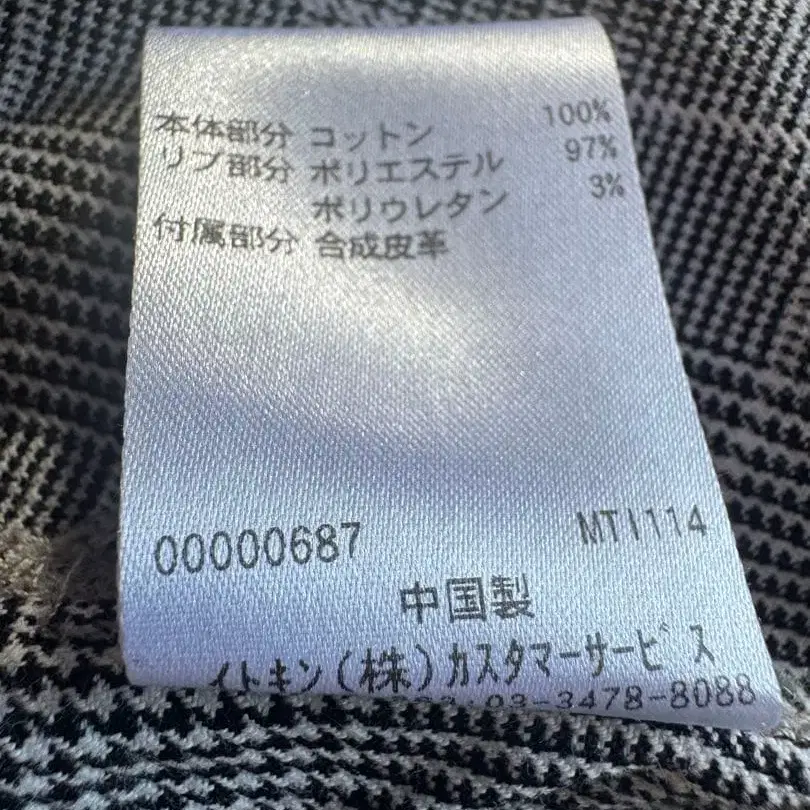 本体部分 コットン 100%
リブ部分 ポリエステル 97%
ポリウレタン 3%
付属部分 合成皮革
00000687 MTI114
中国製
イトキン(株)カスタマーサービス
03-3478-8088